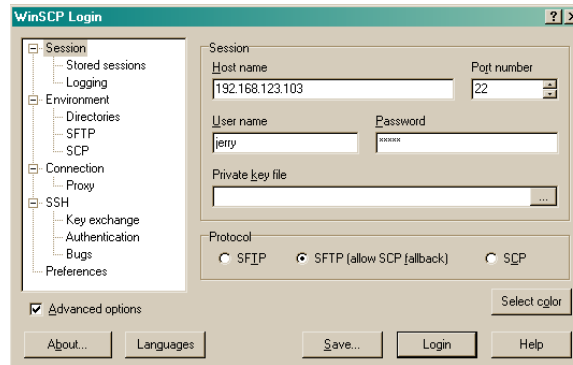 WinSCP Login
Session
Stored sessions
Logging
Environment
Directories
SFTP
SCP
Connection
Proxy
SSH
Key exchange
Authentication
Bugs
Preferences
Advanced options
Session
Host name Port number
192.168.123.103 22
User name Password
jerry *****
Private key file
...
Protocol
SFTP SFTP (allow SCP fallback) SCP
Select color
About... Languages Save... Login Help